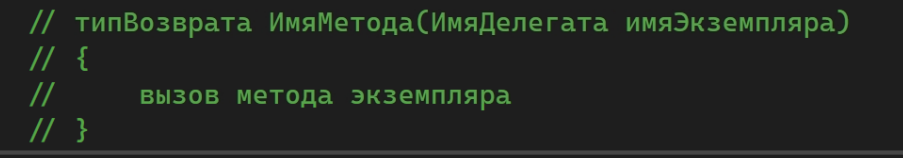 // типВозврата ИмяМетода(ИмяДелегата имяЭкземпляра)
// {
//     вызов метода экземпляра
// }